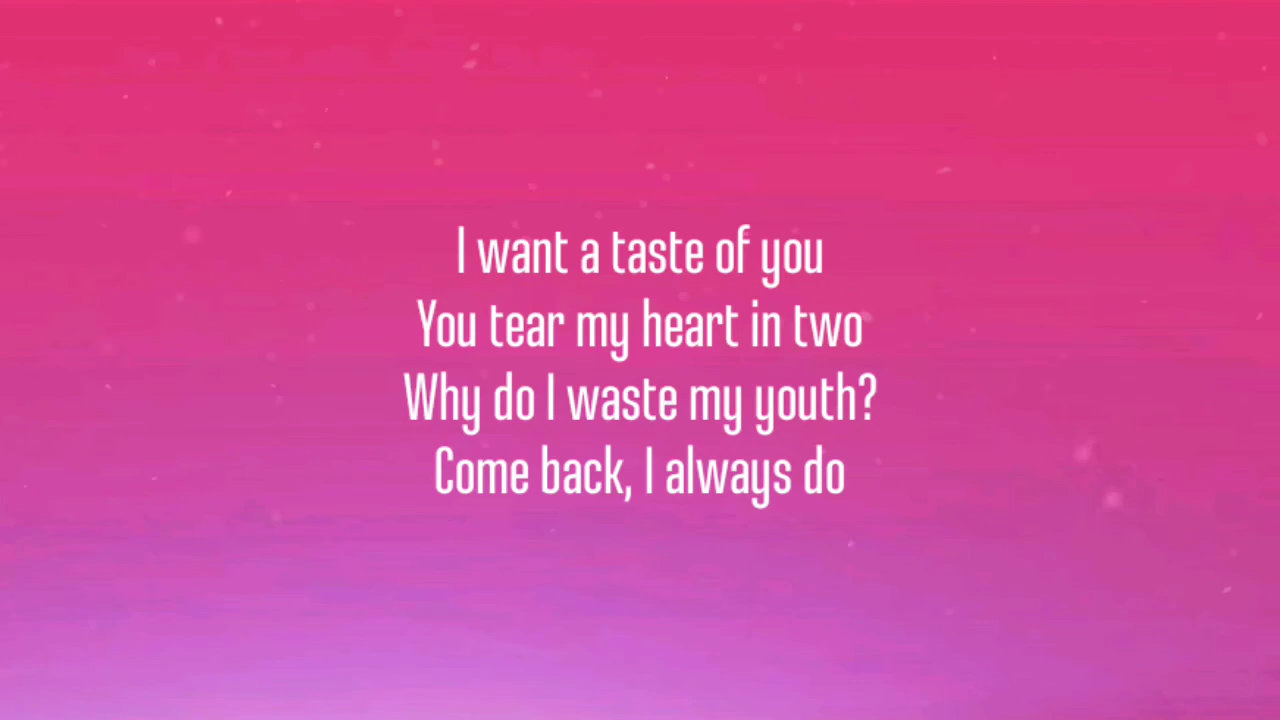 I want a taste of you
You tear my heart in two
Why do I waste my youth?
Come back, I always do